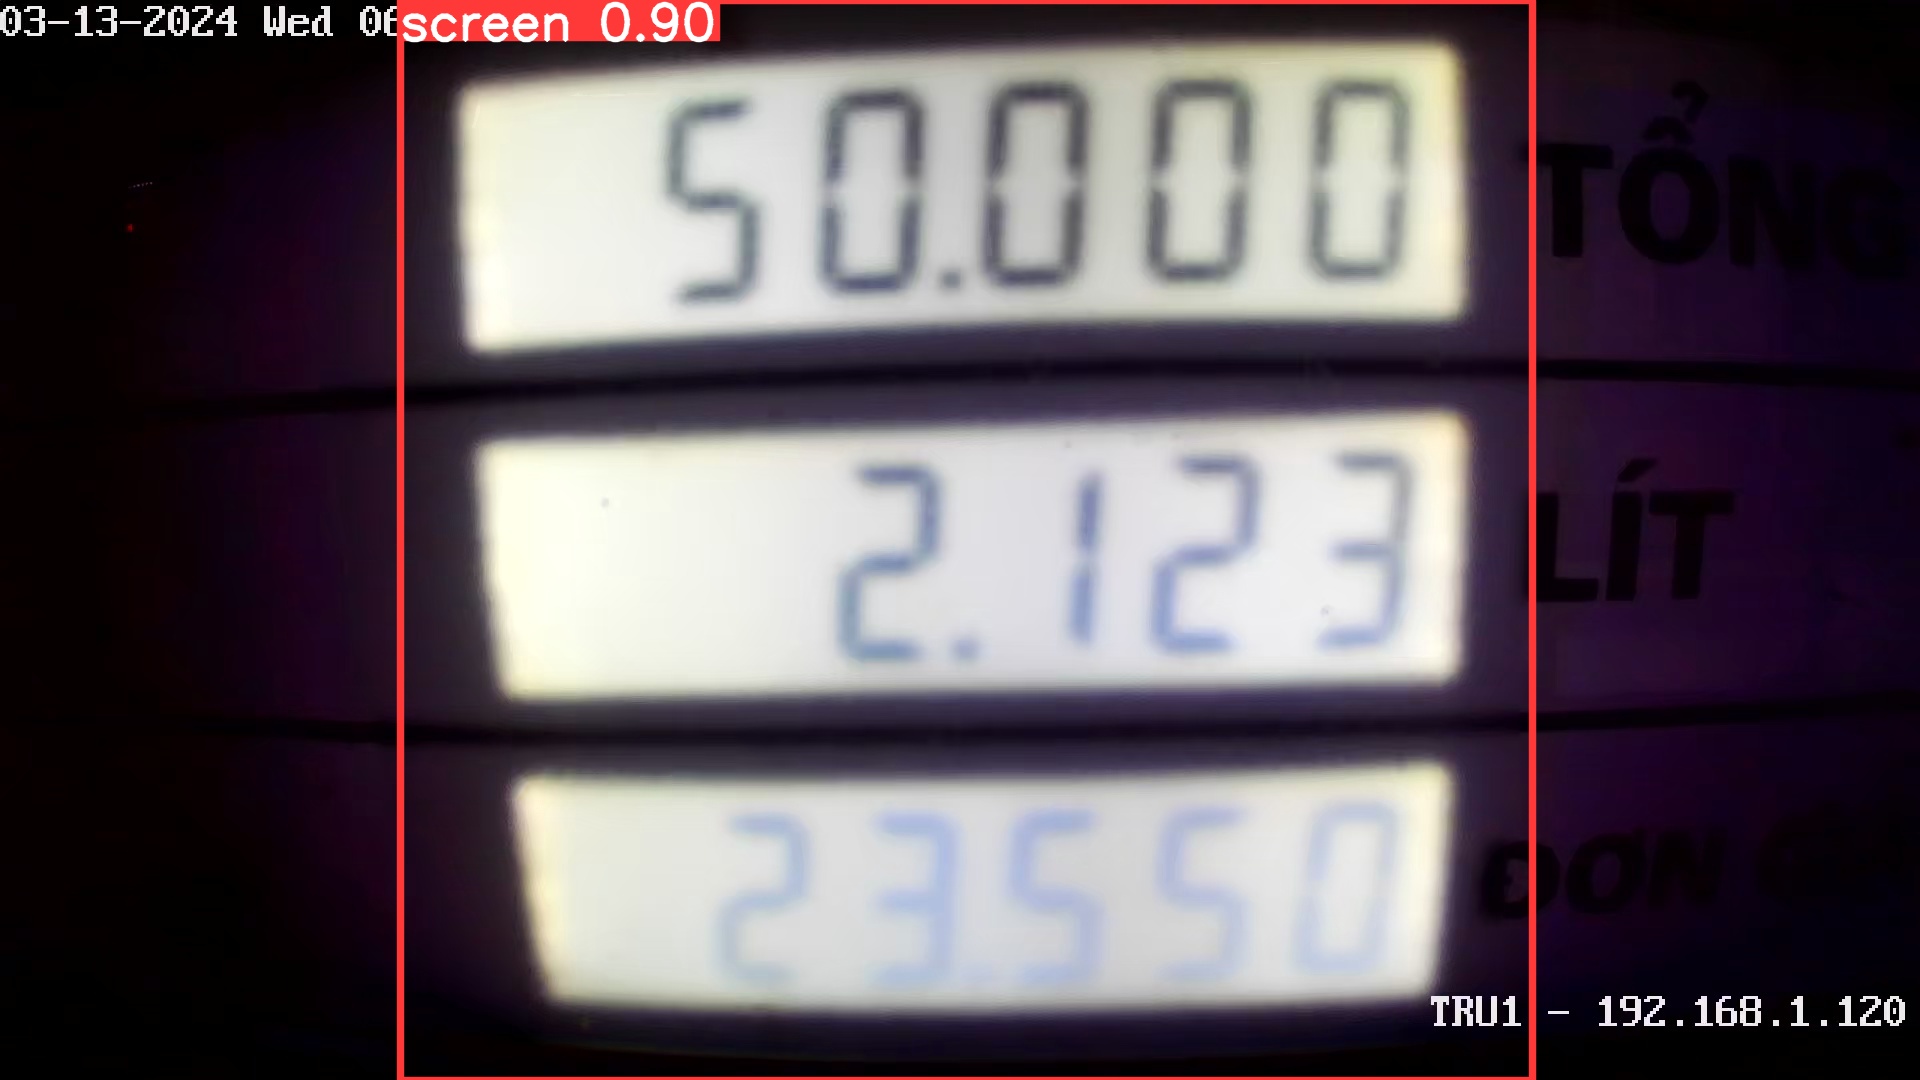 03-13-2024 Wed 06
screen 0.90
50.000
TỔNG
2.123
LÍT
23.550
ĐƠN
TRU1 - 192.168.1.120